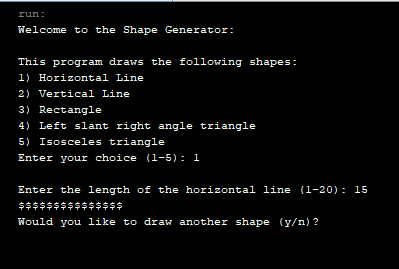 run:
Welcome to the Shape Generator:
This program draws the following shapes:
1) Horizontal Line
2) Vertical Line
3) Rectangle
4) Left slant right angle triangle
5) Isosceles triangle
Enter your choice (1-5): 1
Enter the length of the horizontal line (1-20): 15
$$$$$$$$$$$$$$$
Would you like to draw another shape (y/n)?